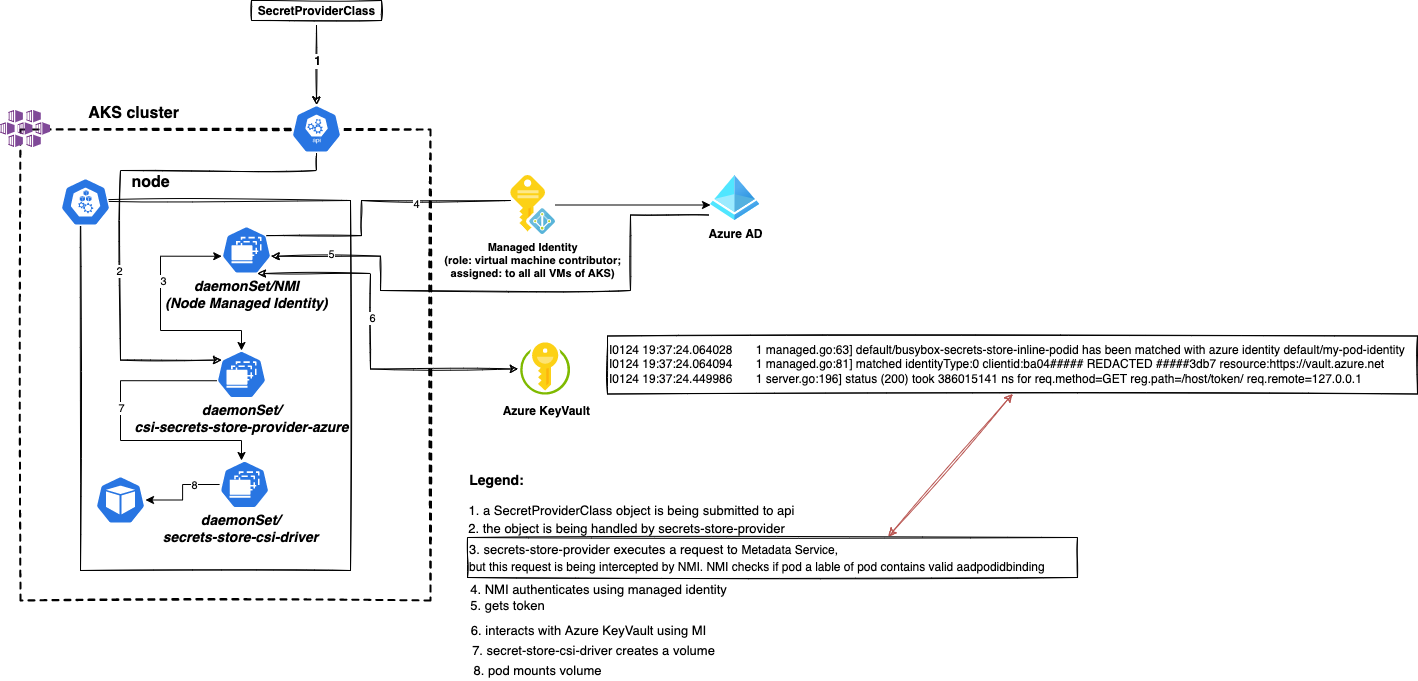 SecretProviderClass
1
AKS cluster
api
node
4
Managed Identity
(role: virtual machine contributor;
assigned: to all all VMs of AKS)
Azure AD
5
2
3
daemonSet/NMI
(Node Managed Identity)
6
Azure KeyVault
I0124 19:37:24.064028 1 managed.go:63] default/busybox-secrets-store-inline-podid has been matched with azure identity default/my-pod-identity
I0124 19:37:24.064094 1 managed.go:81] matched identityType:0 clientid:ba04##### REDACTED #####3db7 resource:https://vault.azure.net
I0124 19:37:24.449986 1 server.go:196] status (200) took 386015141 ns for req.method=GET reg.path=/host/token/ req.remote=127.0.0.1
7
daemonSet/
csi-secrets-store-provider-azure
8
daemonSet/
secrets-store-csi-driver
Legend:
1. a SecretProviderClass object is being submitted to api
2. the object is being handled by secrets-store-provider
3. secrets-store-provider executes a request to Metadata Service,
but this request is being intercepted by NMI. NMI checks if pod a lable of pod contains valid aadpodidbinding
4. NMI authenticates using managed identity
5. gets token
6. interacts with Azure KeyVault using MI
7. secret-store-csi-driver creates a volume
8. pod mounts volume